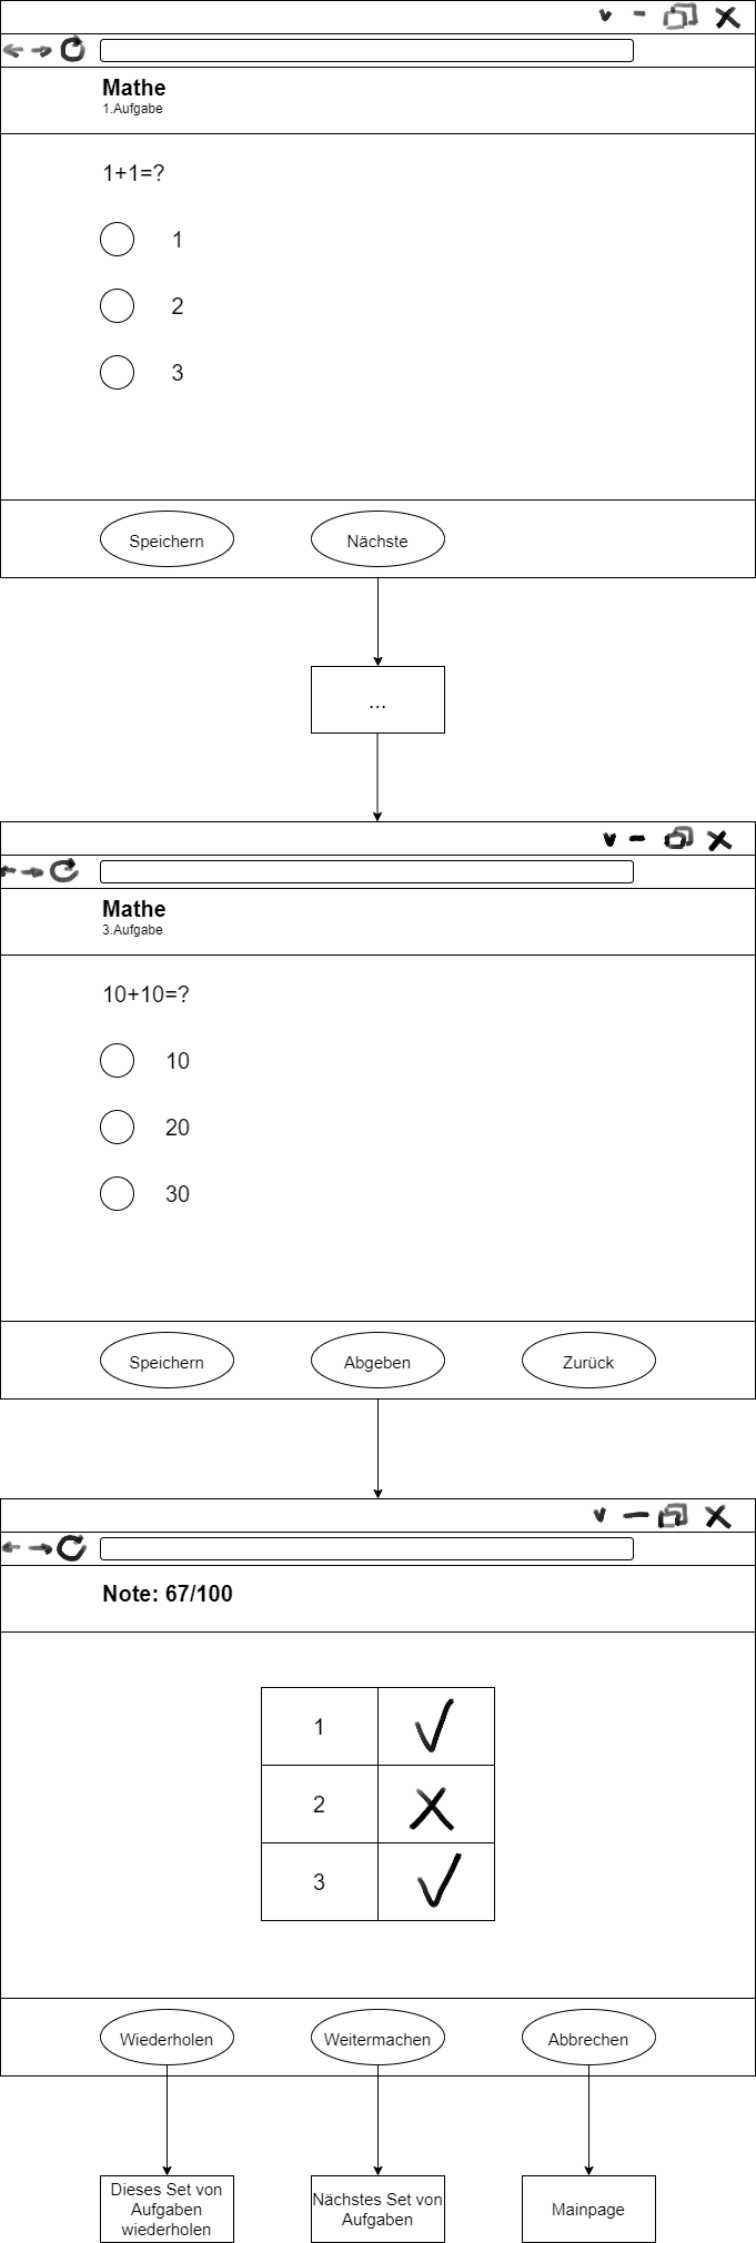 Mathe
1.Aufgabe
1+1=?
1
2
3
Speichern
Nächste
...
Mathe
3.Aufgabe
10+10=?
10
20
30
Speichern
Abgeben
Zurück
Note: 67/100
1
2
3
Wiederholen
Weitermachen
Abbrechen
Dieses Set von
Aufgaben
wiederholen
Nächstes Set von
Aufgaben
Mainpage